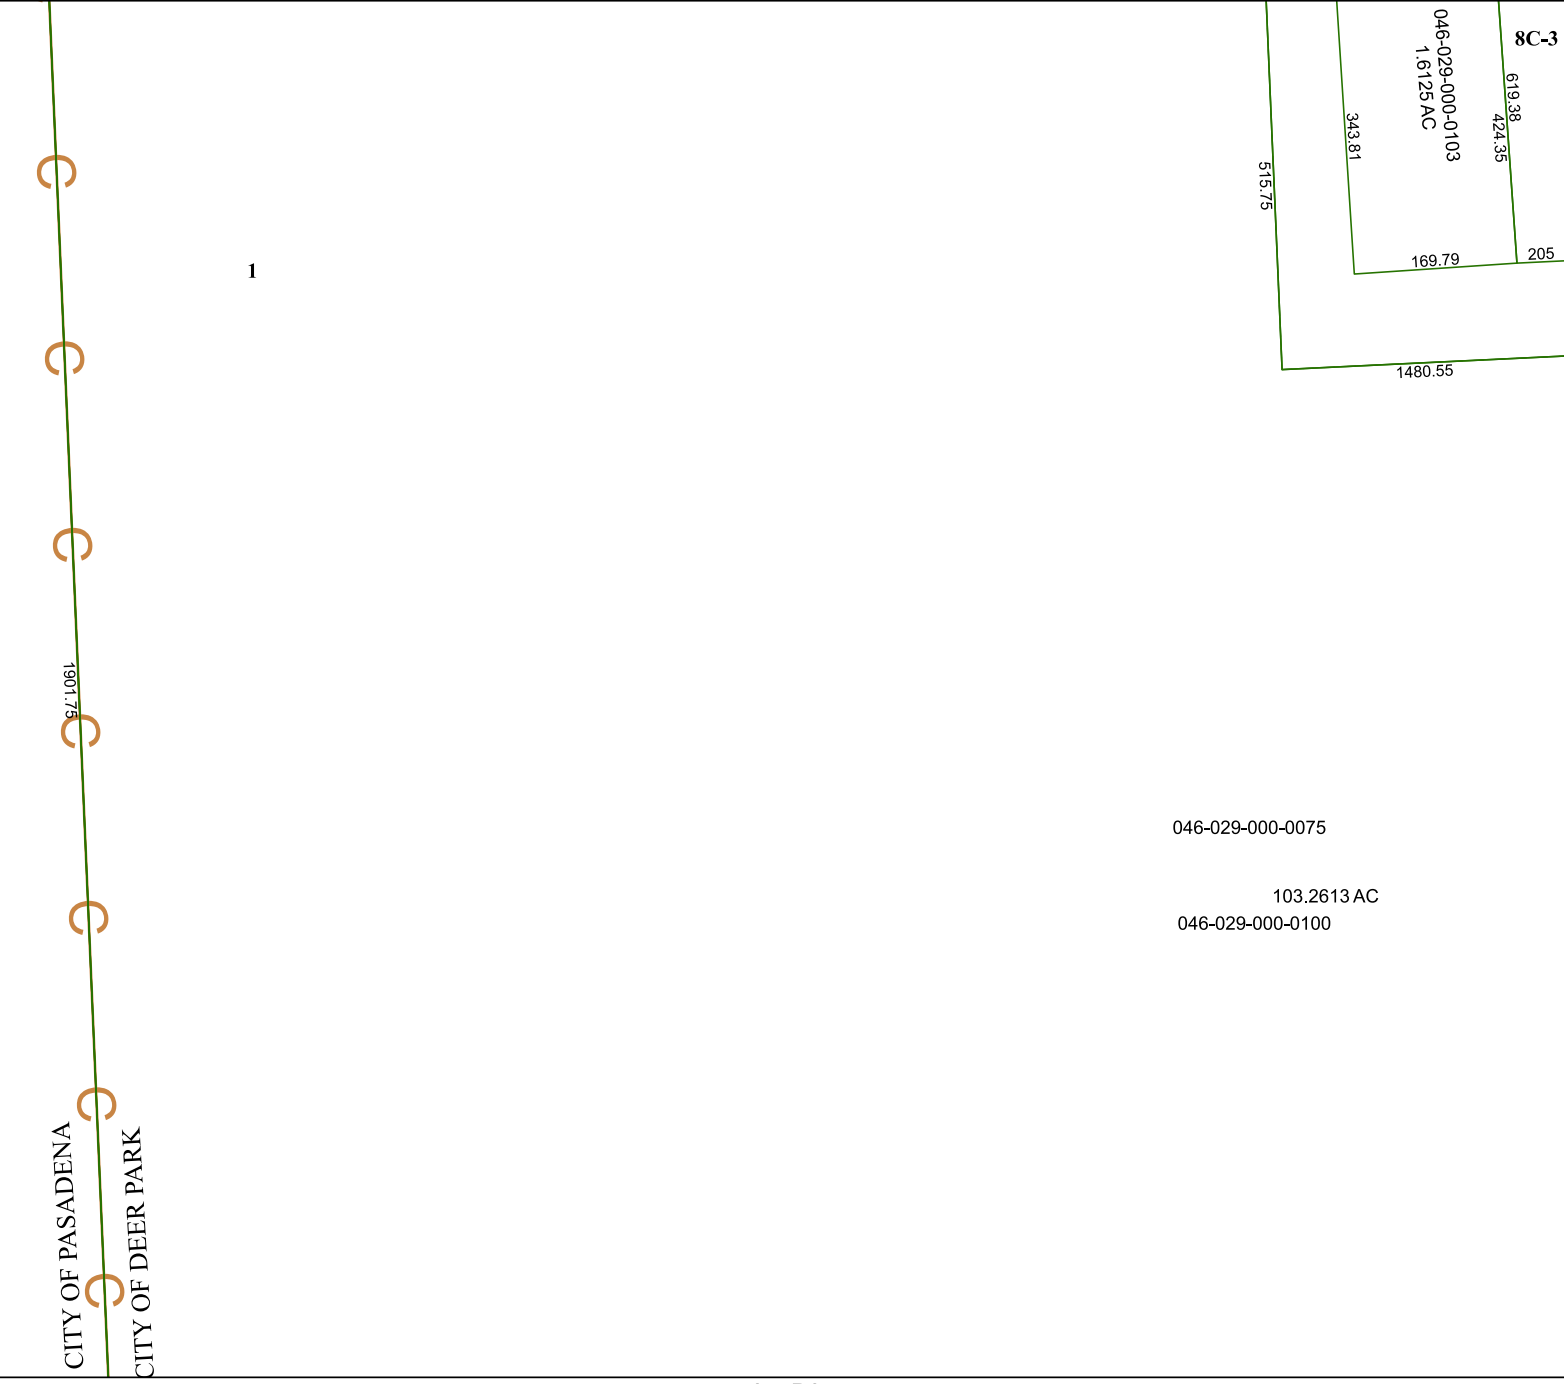 8C-3
046-029-000-0103
1.6125 AC
619.38
424.35
343.81
515.75
169.79
205
1
1480.55
1901.75
046-029-000-0075
103.2613 AC
046-029-000-0100
C
C
C
C
C
C
C
CITY OF PASADENA
CITY OF DEER PARK